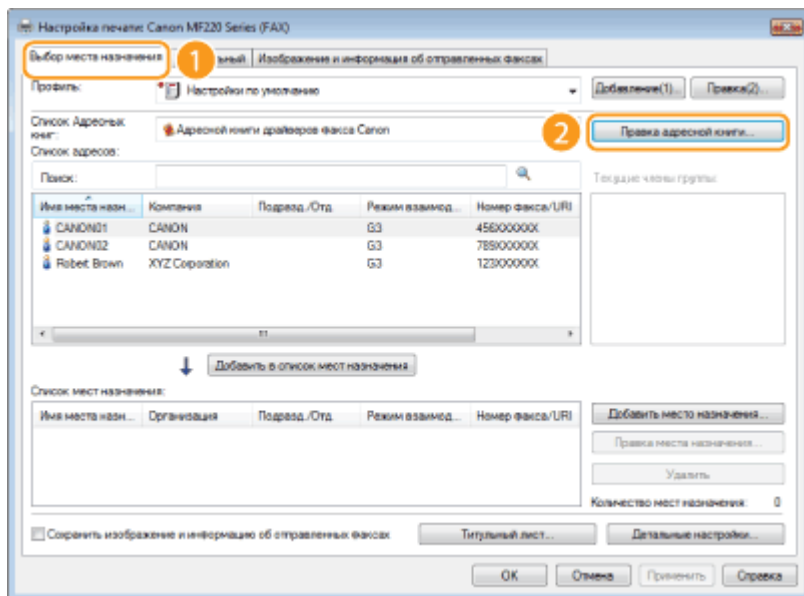 Настройка печати: Canon MF220 Series (FAX)
Выбор места назначения 1 ьный Изображение и информация об отправленных факсах
Профиль: Настройки по умолчанию Добавление(1)... Правка(2)...
Список Адресных книг: Адресной книги драйверов факса Canon 2 Правка адресной книги...
Список адресов:
Поиск: Текущие члены группы:
Имя места назн... Компания Подразд./Отд. Режим взаимод... Номер факса/URI
CANON01 CANON G3 456XXXXXX
CANON02 CANON G3 789XXXXXX
Robert Brown XYZ Corporation G3 123XXXXXX
Добавить в список мест назначения
Список мест назначения:
Имя места назн... Организация Подразд./Отд. Режим взаимод... Номер факса/URI
Добавить место назначения...
Правка места назначения...
Удалить
Количество мест назначения: 0
Сохранить изображение и информацию об отправленных факсах Титульный лист... Детальные настройки...
OK Отмена Применить Справка